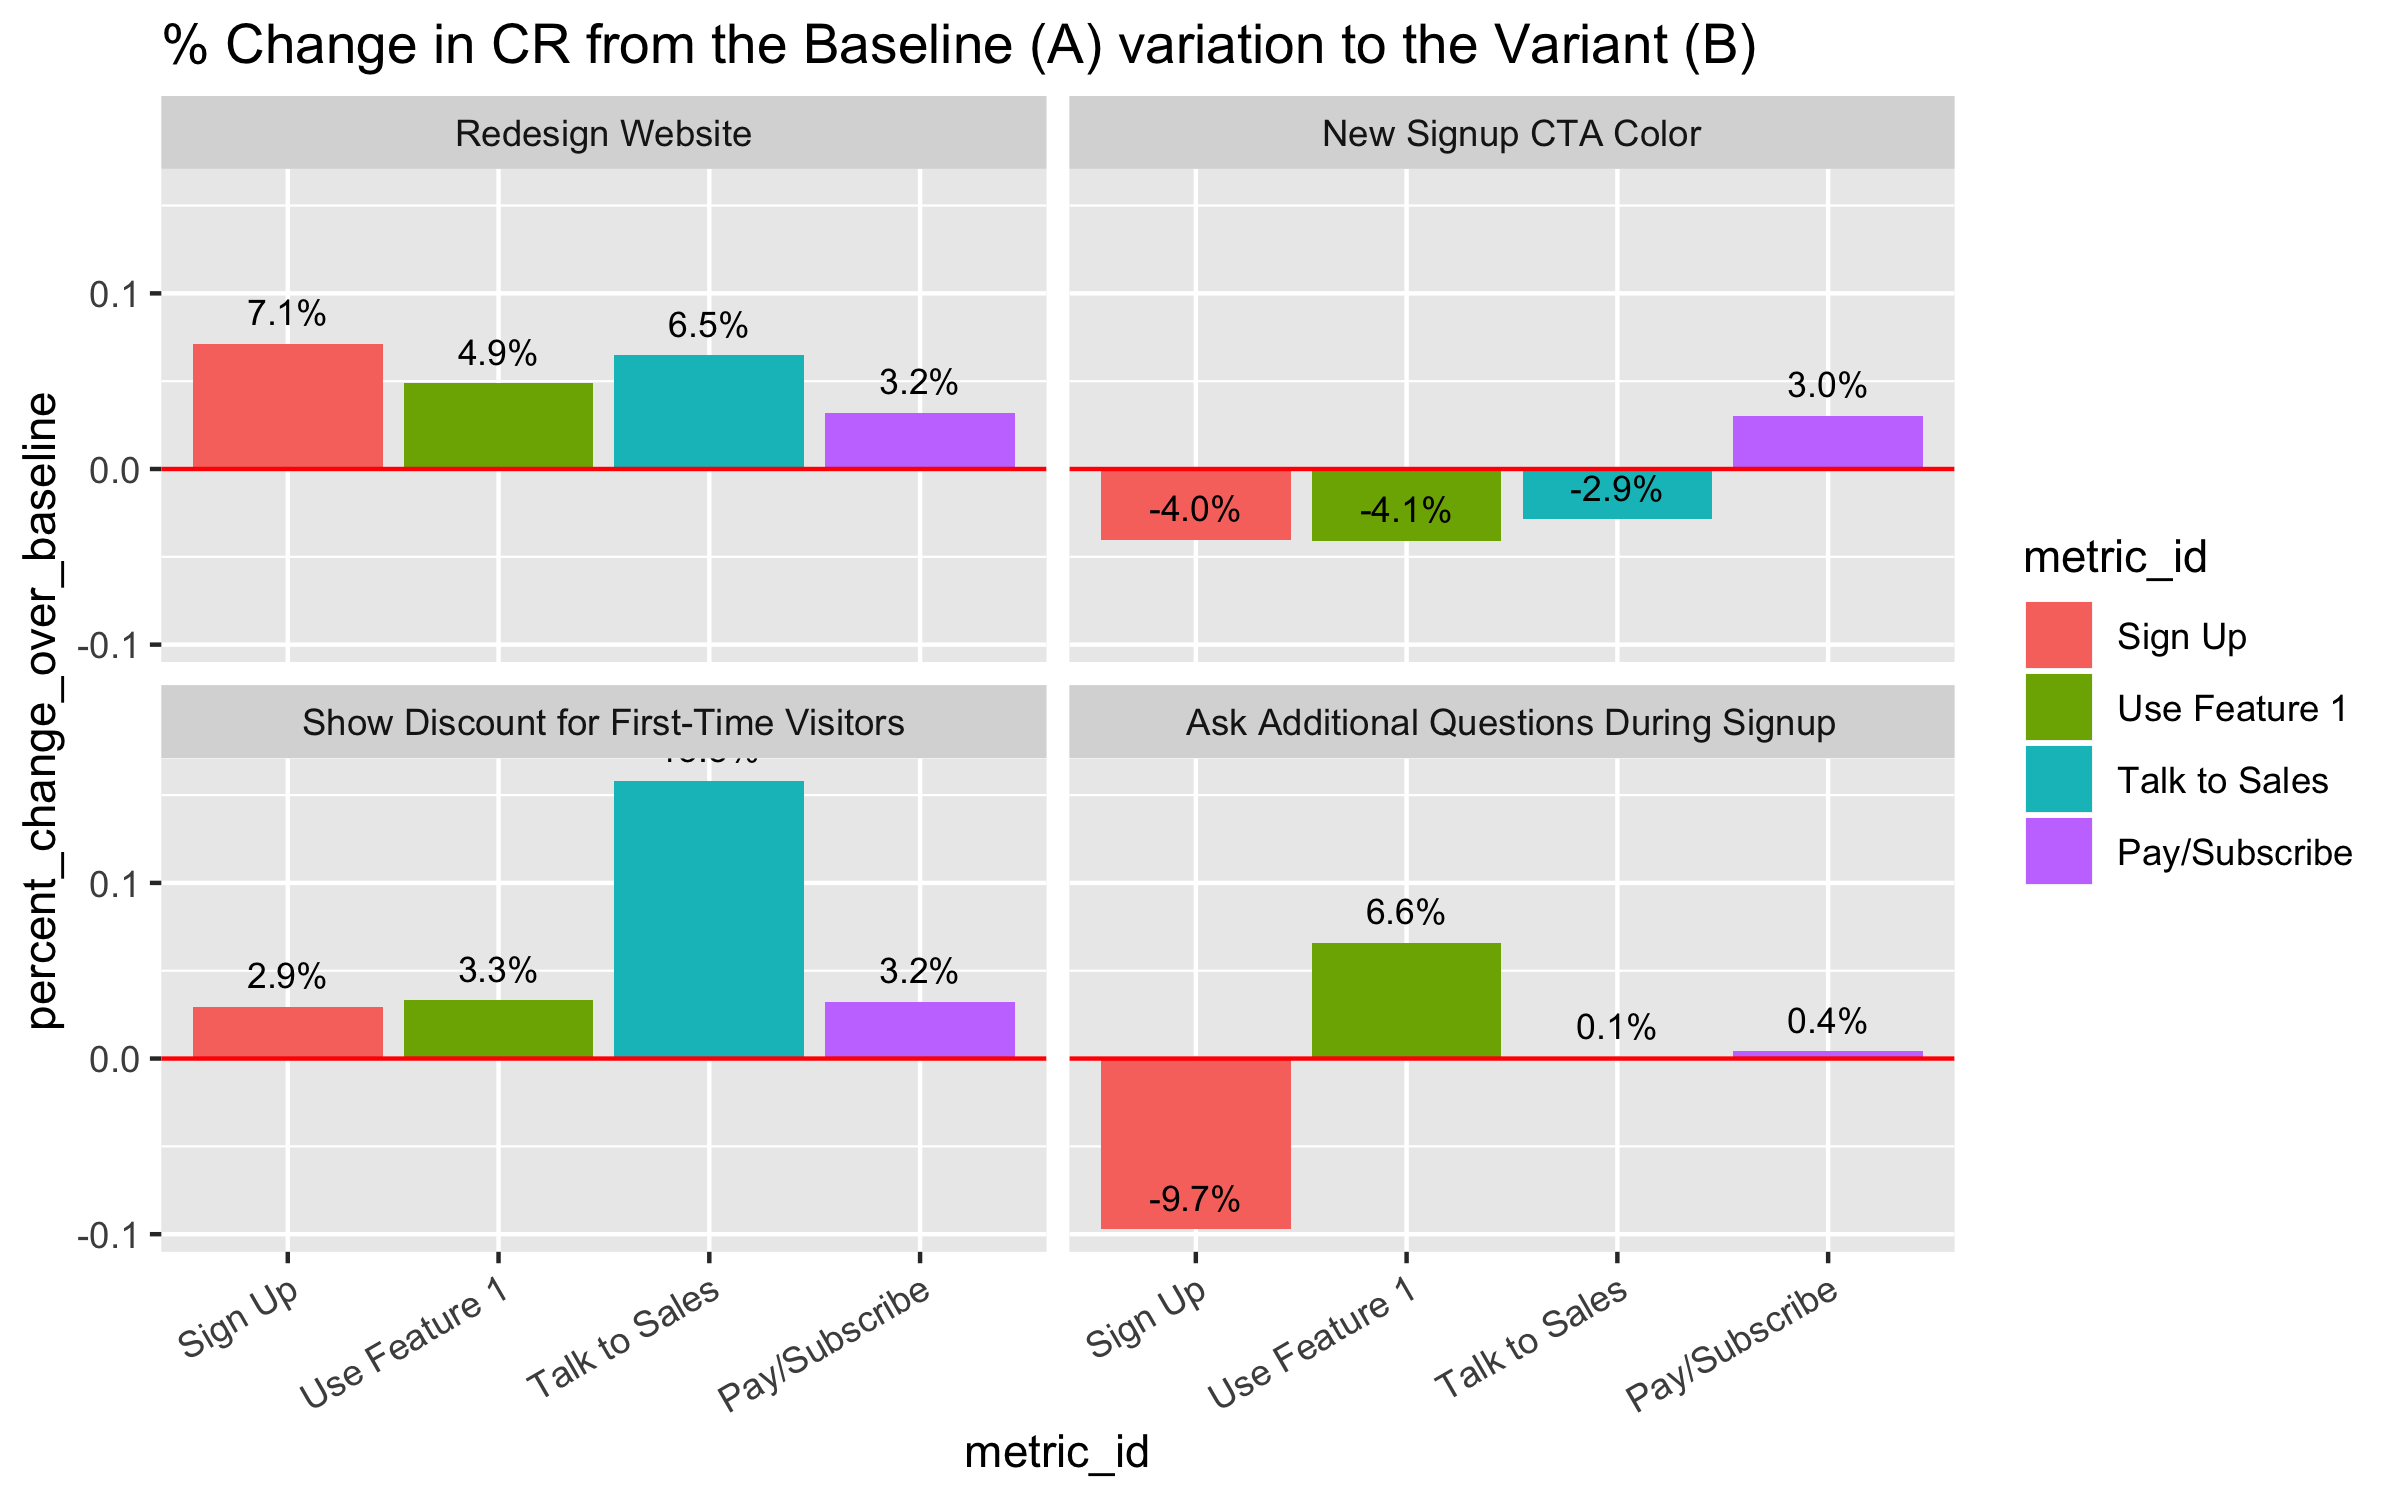 % Change in CR from the Baseline (A) variation to the Variant (B)
Redesign Website
New Signup CTA Color
percent_change_over_baseline
0.1
0.0
-0.1
7.1%
4.9%
6.5%
3.2%
-4.0%
-4.1%
-2.9%
3.0%
Show Discount for First-Time Visitors
Ask Additional Questions During Signup
0.1
0.0
-0.1
2.9%
3.3%
3.2%
-9.7%
6.6%
0.1%
0.4%
Sign Up
Use Feature 1
Talk to Sales
Pay/Subscribe
Sign Up
Use Feature 1
Talk to Sales
Pay/Subscribe
metric_id
metric_id
Sign Up
Use Feature 1
Talk to Sales
Pay/Subscribe